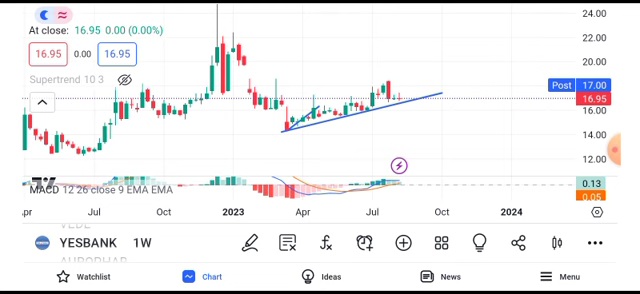 24.00
At close: 16.95 0.00 (0.00%)
22.00
16.95 0.00 16.95
20.00
Supertrend 10 3
Post 17.00
16.95
16.00
14.00
12.00
0.13
MACD 12 26 close 9 EMA EMA
0.05
Apr Jul Oct 2023 Apr Jul Oct 2024
YESBANK 1W
Watchlist Chart Ideas News Menu